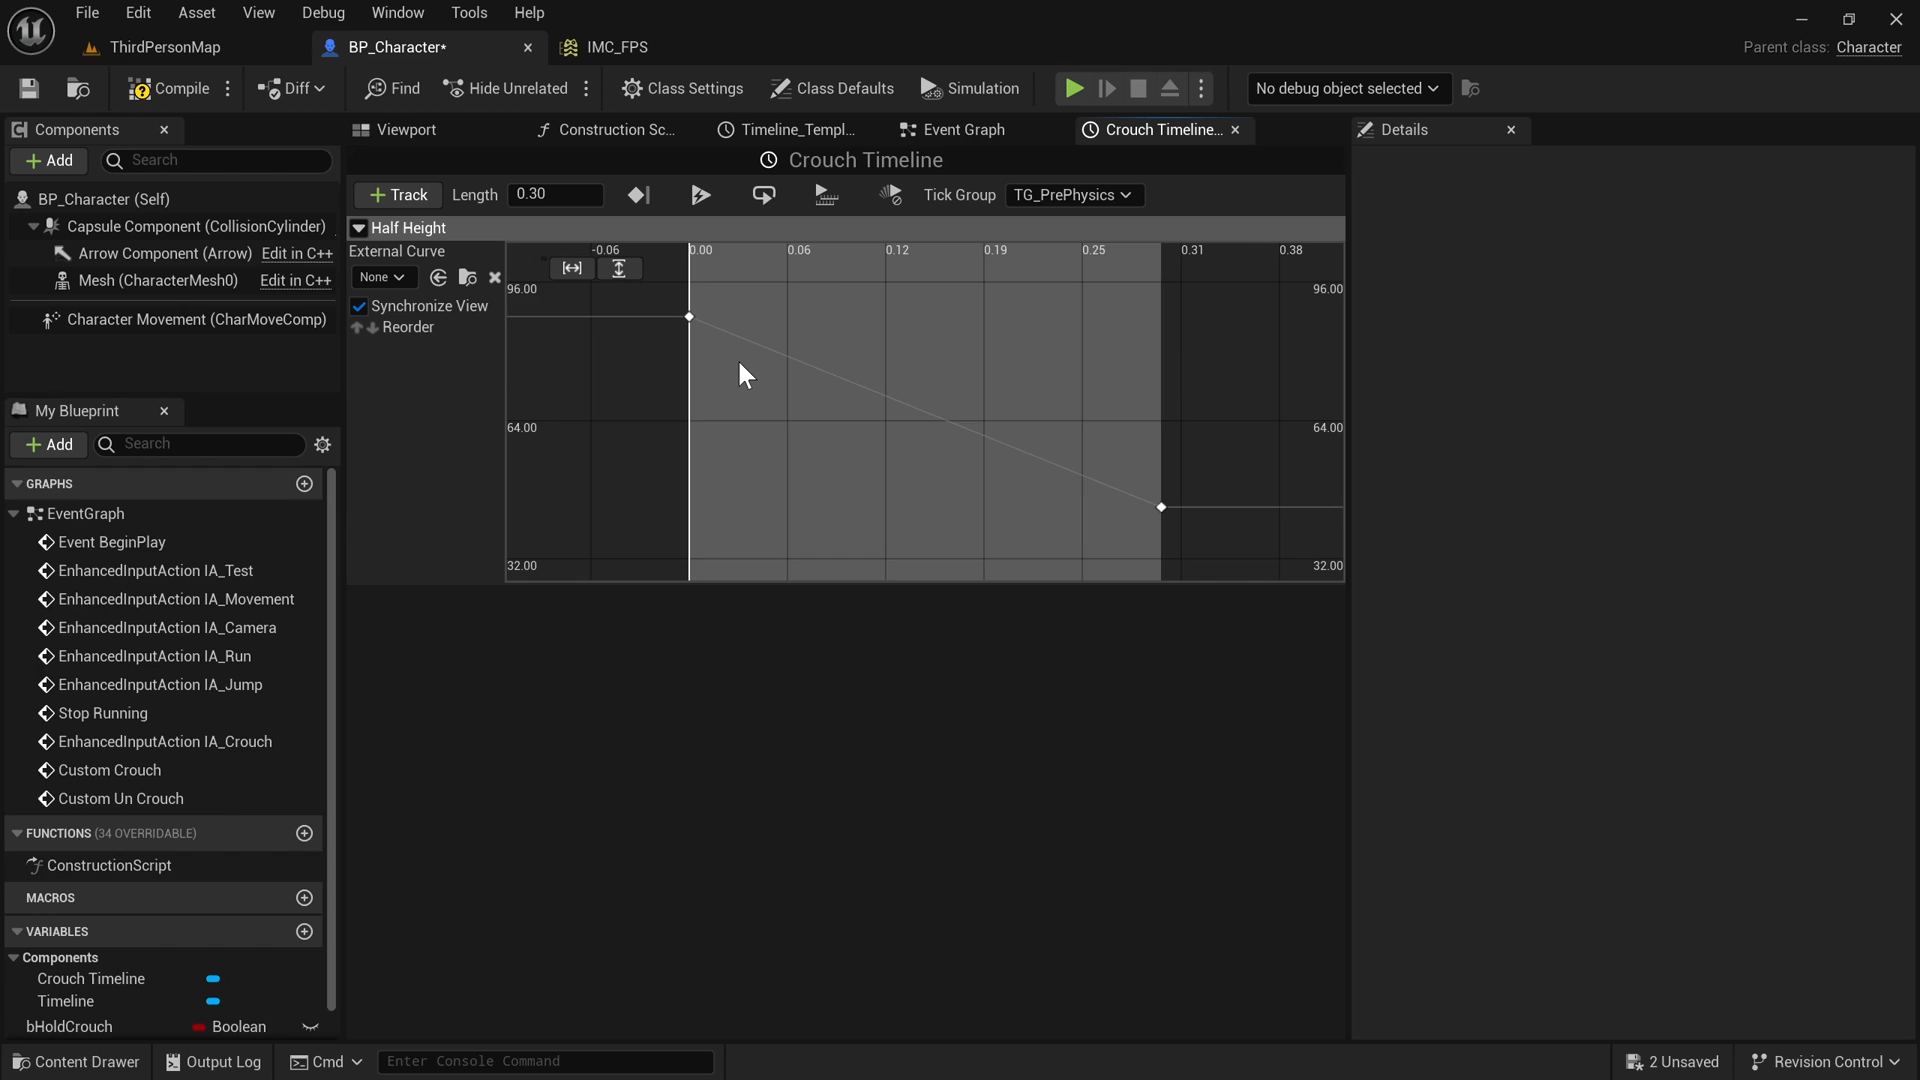 File Edit Asset View Debug Window Tools Help
ThirdPersonMap BP_Character* IMC_FPS Parent class: Character
Compile Diff Find Hide Unrelated Class Settings Class Defaults Simulation No debug object selected
Components Viewport Construction Sc... Timeline_Templ... Event Graph Crouch Timeline... Details
Add Search Crouch Timeline
Track Length 0.30 Tick Group TG_PrePhysics
BP_Character (Self)
Capsule Component (CollisionCylinder) Half Height
Arrow Component (Arrow) Edit in C++ External Curve -0.06 0.00 0.06 0.12 0.19 0.25 0.31 0.38
Mesh (CharacterMesh0) Edit in C++ None 96.00 96.00
Character Movement (CharMoveComp) Synchronize View
Reorder
My Blueprint 64.00 64.00
Add Search
GRAPHS
EventGraph
Event BeginPlay
EnhancedInputAction IA_Test 32.00 32.00
EnhancedInputAction IA_Movement
EnhancedInputAction IA_Camera
EnhancedInputAction IA_Run
EnhancedInputAction IA_Jump
Stop Running
EnhancedInputAction IA_Crouch
Custom Crouch
Custom Un Crouch
FUNCTIONS (34 OVERRIDABLE)
ConstructionScript
MACROS
VARIABLES
Components
Crouch Timeline
Timeline
bHoldCrouch Boolean
Content Drawer Output Log Cmd Enter Console Command 2 Unsaved Revision Control